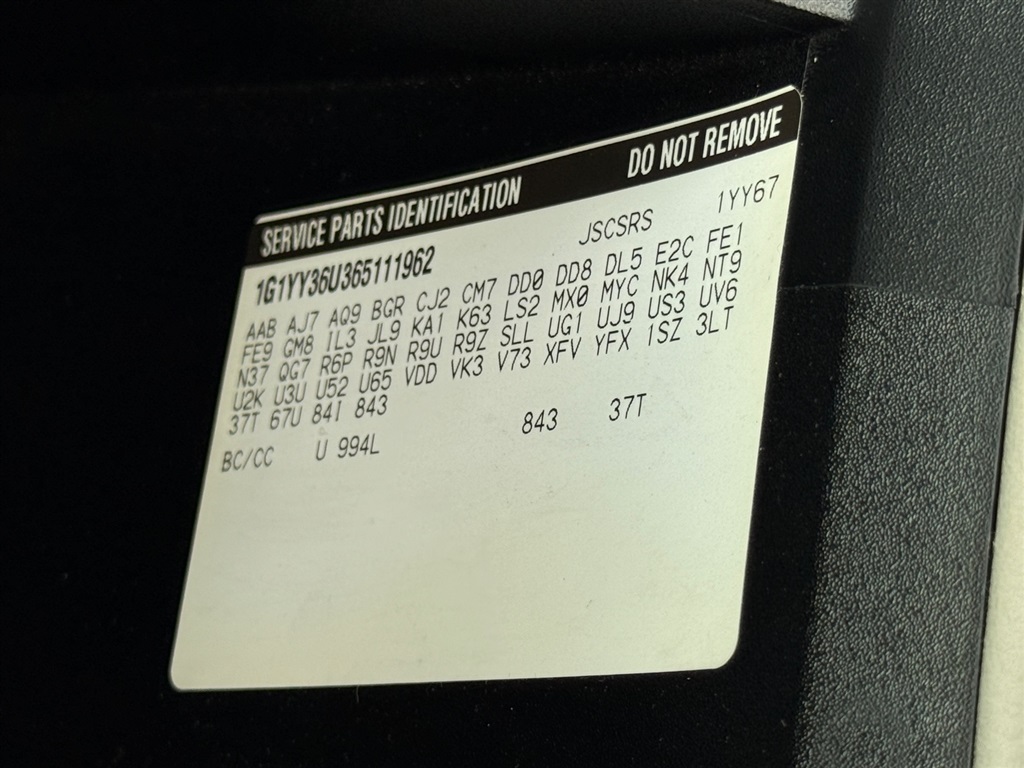 SERVICE PARTS IDENTIFICATION DO NOT REMOVE
1G1YY36U365111962 JSCSRS 1YY67
AAB AJ7 AQ9 BGR CJ2 CM7 DD0 DD8 DL5 E2C FE1
FE9 GM8 IL3 JL9 KA1 K63 LS2 MX0 MYC NK4 NT9
N37 QG7 R6P R9N R9U R9Z SLL UG1 UJ9 US3 UV6
U2K U3U U52 U65 VDD VK3 V73 XFV YFX 1SZ 3LT
37T 67U 84I 843
843 37T
BC/CC U 994L